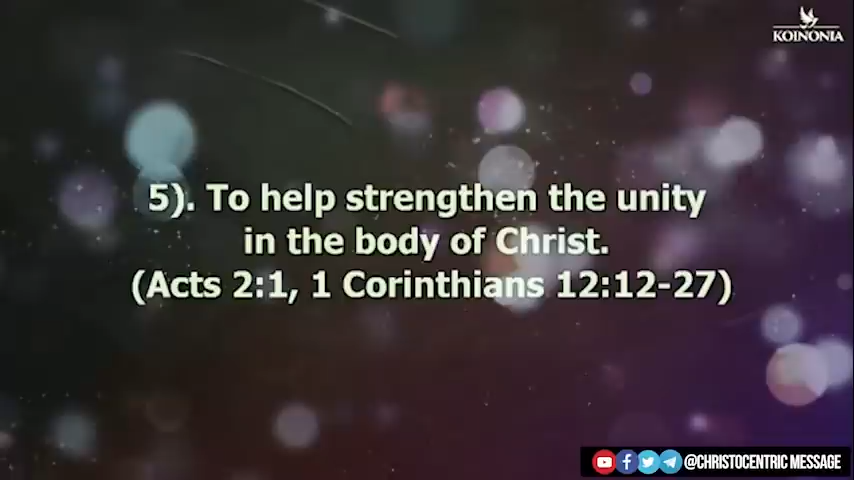 KOINONIA
5). To help strengthen the unity
in the body of Christ.
(Acts 2:1, 1 Corinthians 12:12-27)
@CHRISTOCENTRIC MESSAGE